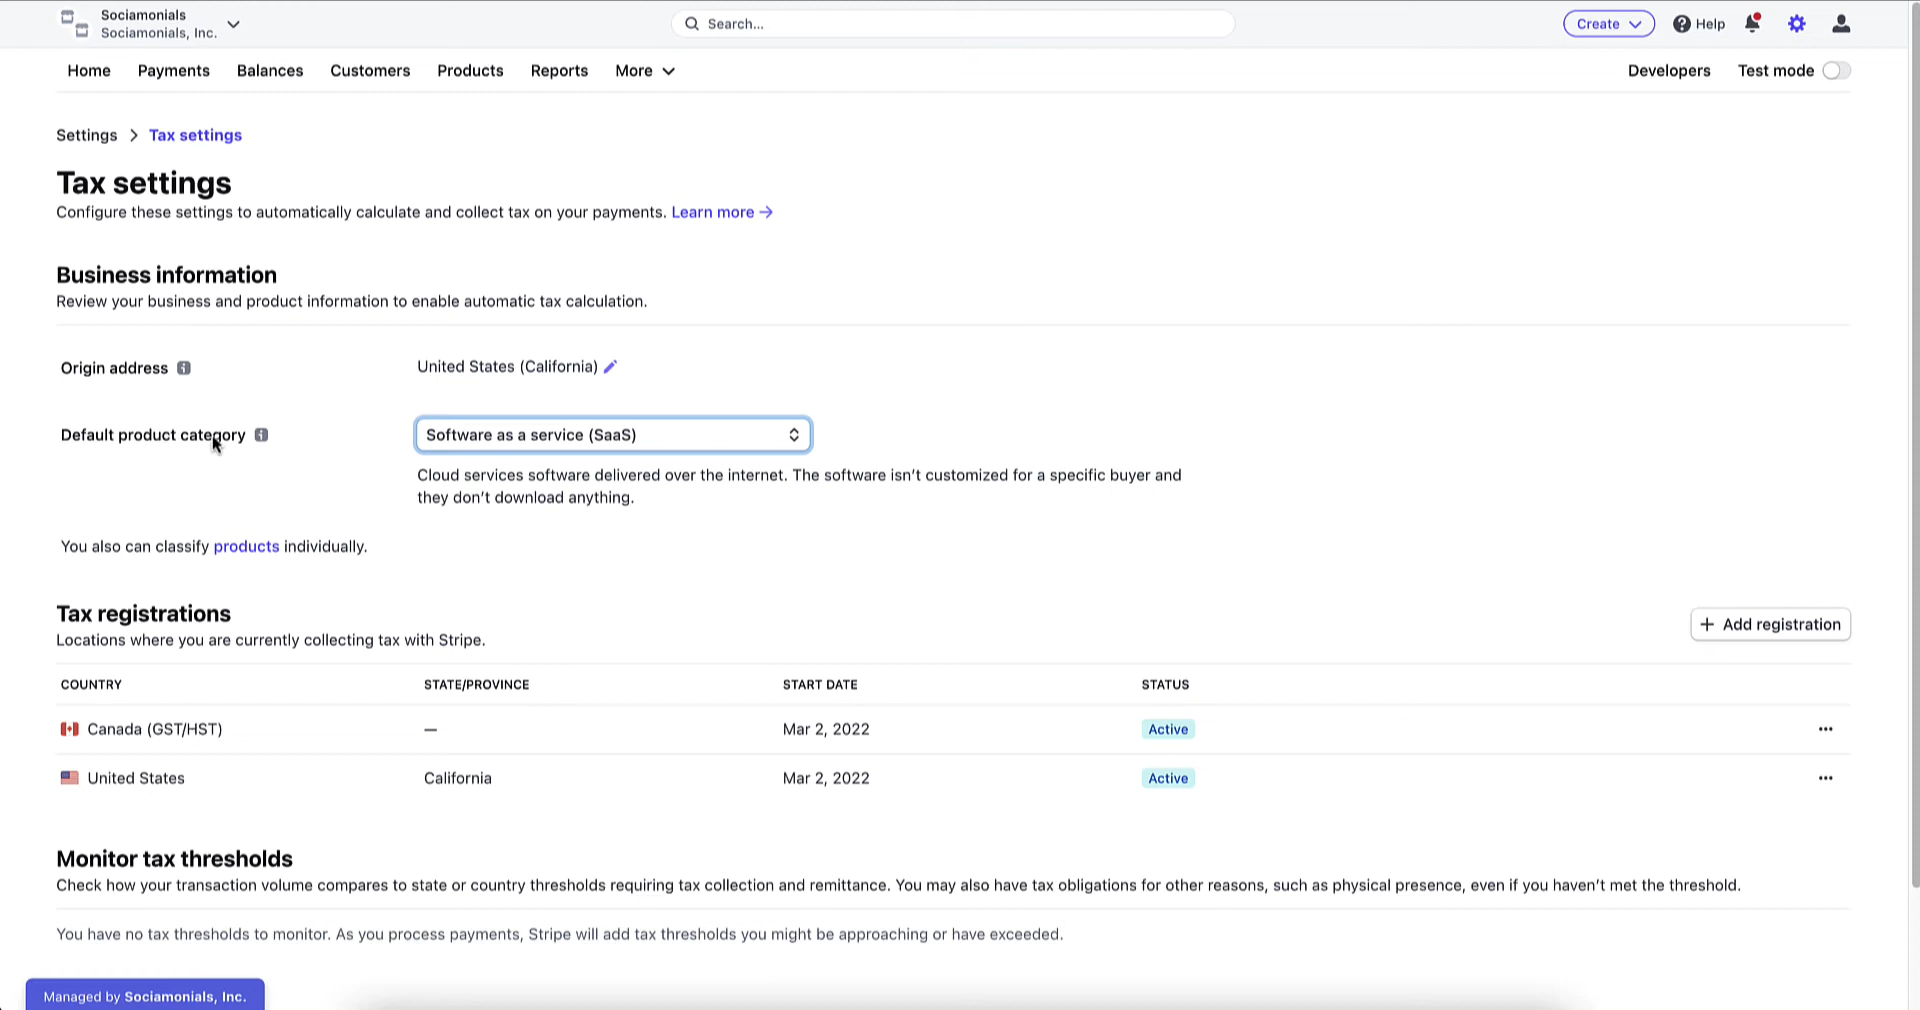 Sociamonials
Sociamonials, Inc.
Search...
Create
Help
Home
Payments
Balances
Customers
Products
Reports
More
Developers
Test mode
Settings
Tax settings
Tax settings
Configure these settings to automatically calculate and collect tax on your payments. Learn more →
Business information
Review your business and product information to enable automatic tax calculation.
Origin address
United States (California)
Default product category
Software as a service (SaaS)
Cloud services software delivered over the internet. The software isn’t customized for a specific buyer and
they don’t download anything.
You also can classify products individually.
Tax registrations
Locations where you are currently collecting tax with Stripe.
+ Add registration
COUNTRY STATE/PROVINCE START DATE STATUS
Canada (GST/HST) — Mar 2, 2022 Active
United States California Mar 2, 2022 Active
Monitor tax thresholds
Check how your transaction volume compares to state or country thresholds requiring tax collection and remittance. You may also have tax obligations for other reasons, such as physical presence, even if you haven’t met the threshold.
You have no tax thresholds to monitor. As you process payments, Stripe will add tax thresholds you might be approaching or have exceeded.
Managed by Sociamonials, Inc.